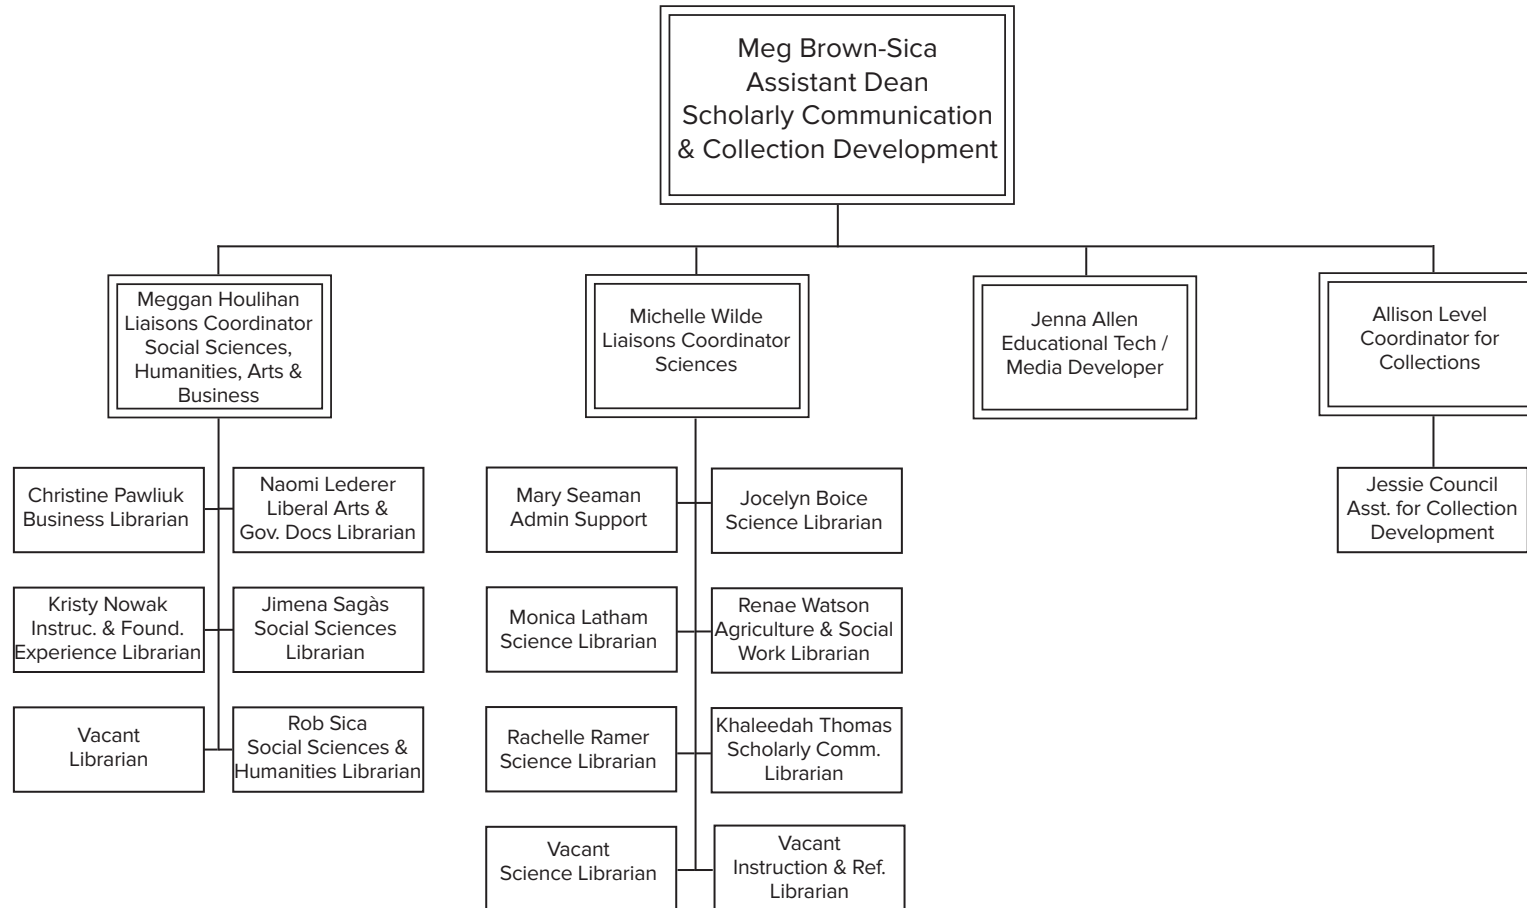 Meg Brown-Sica
Assistant Dean
Scholarly Communication
& Collection Development
Meggan Houlihan
Liaisons Coordinator
Social Sciences,
Humanities, Arts &
Business
Michelle Wilde
Liaisons Coordinator
Sciences
Jenna Allen
Educational Tech /
Media Developer
Allison Level
Coordinator for
Collections
Christine Pawliuk
Business Librarian
Naomi Lederer
Liberal Arts &
Gov. Docs Librarian
Mary Seaman
Admin Support
Jocelyn Boice
Science Librarian
Jessie Council
Asst. for Collection
Development
Kristy Nowak
Instruc. & Found.
Experience Librarian
Jimena Sagàs
Social Sciences
Librarian
Monica Latham
Science Librarian
Renae Watson
Agriculture & Social
Work Librarian
Vacant
Librarian
Rob Sica
Social Sciences &
Humanities Librarian
Rachelle Ramer
Science Librarian
Khaleedah Thomas
Scholarly Comm.
Librarian
Vacant
Science Librarian
Vacant
Instruction & Ref.
Librarian